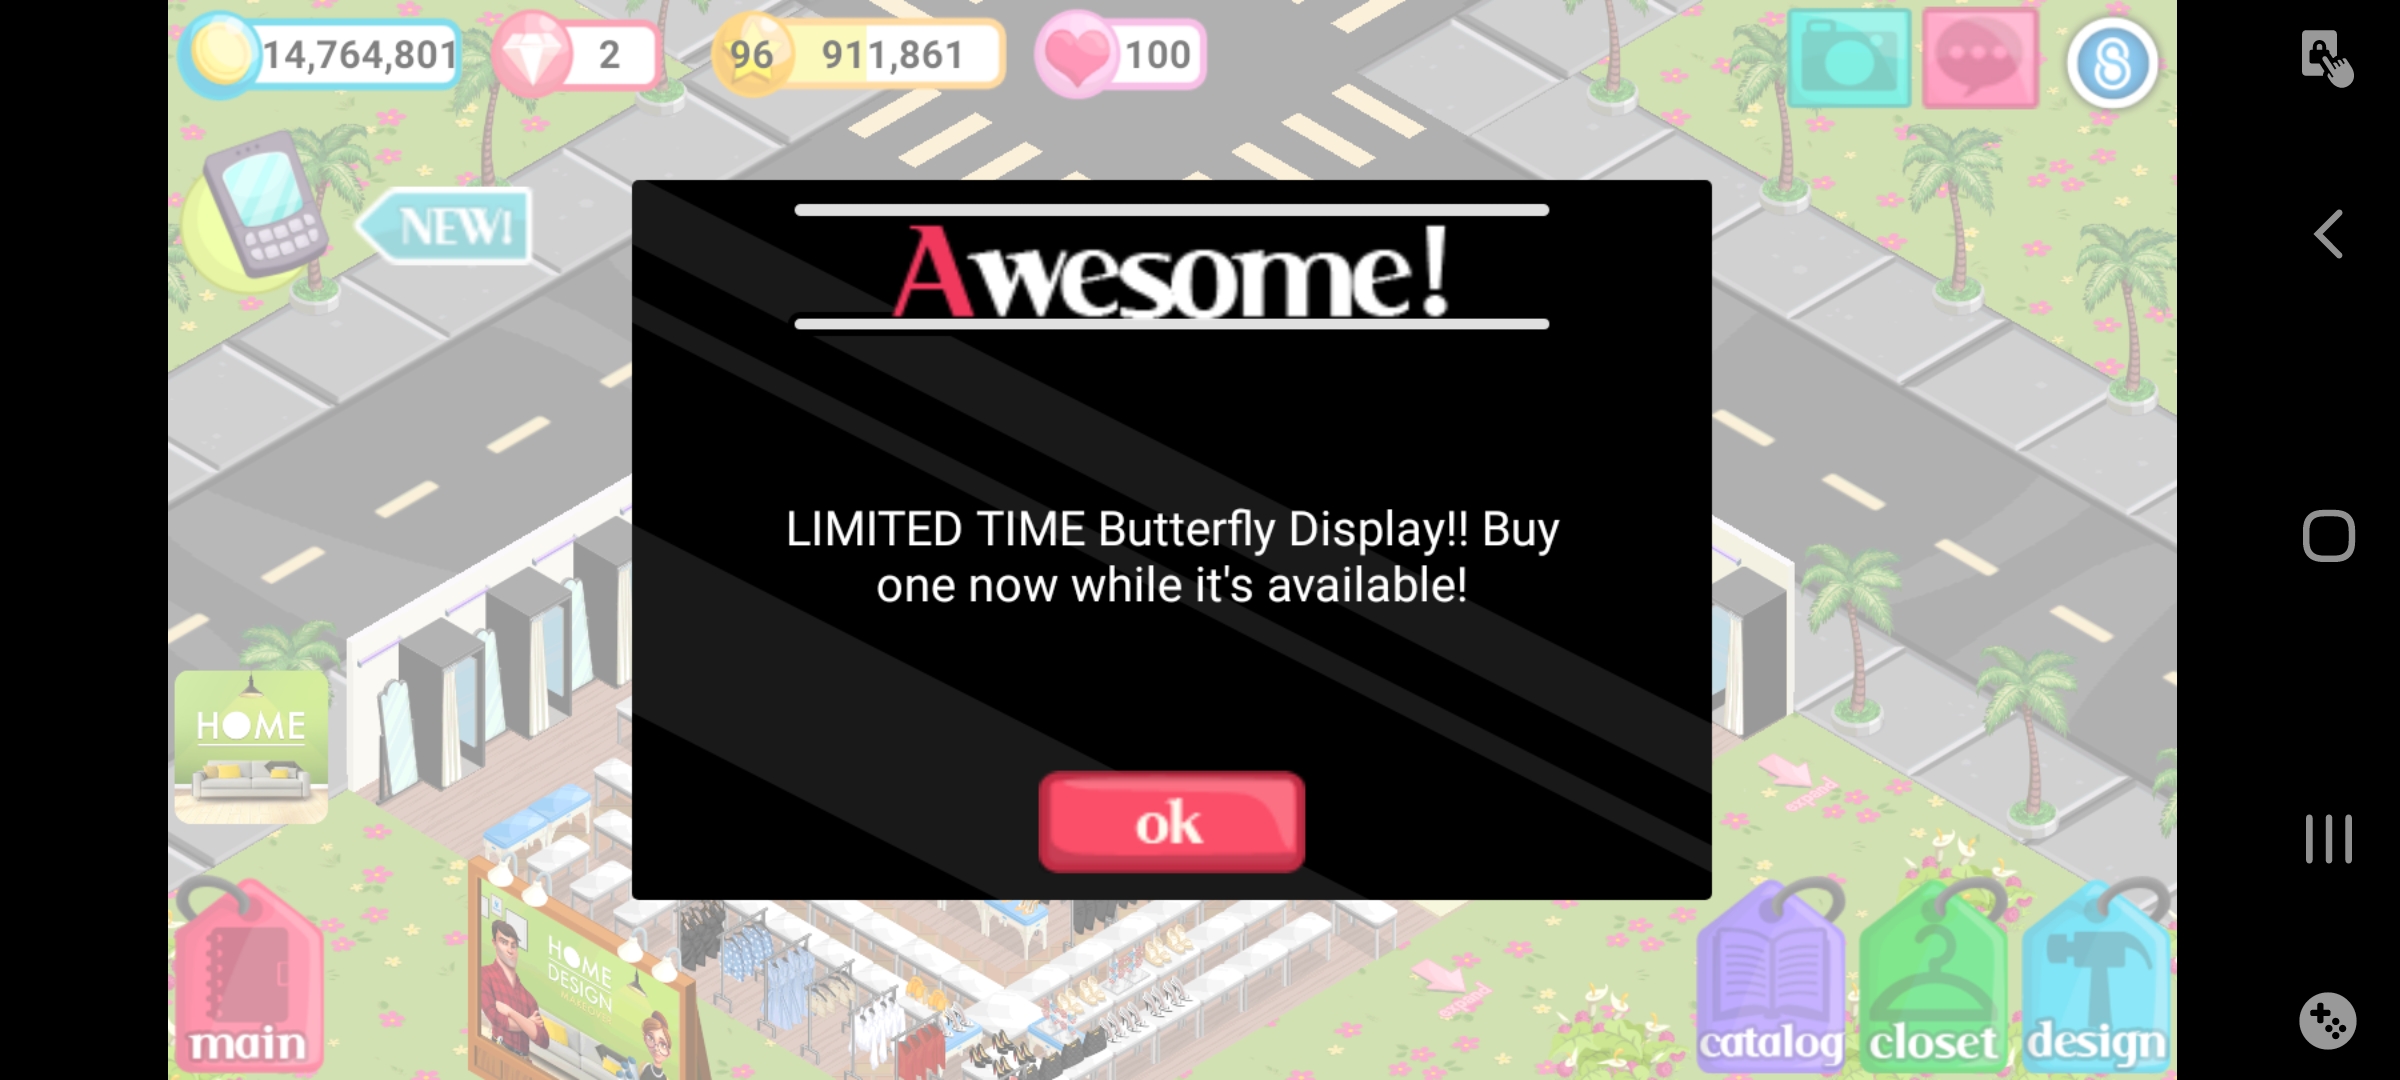 14,764,801
2
96
911,861
100
NEW!
Awesome!
LIMITED TIME Butterfly Display!! Buy
one now while it's available!
ok
HOME
HOME
DESIGN
MAKEOVER
expand
expand
main
catalog
closet
design